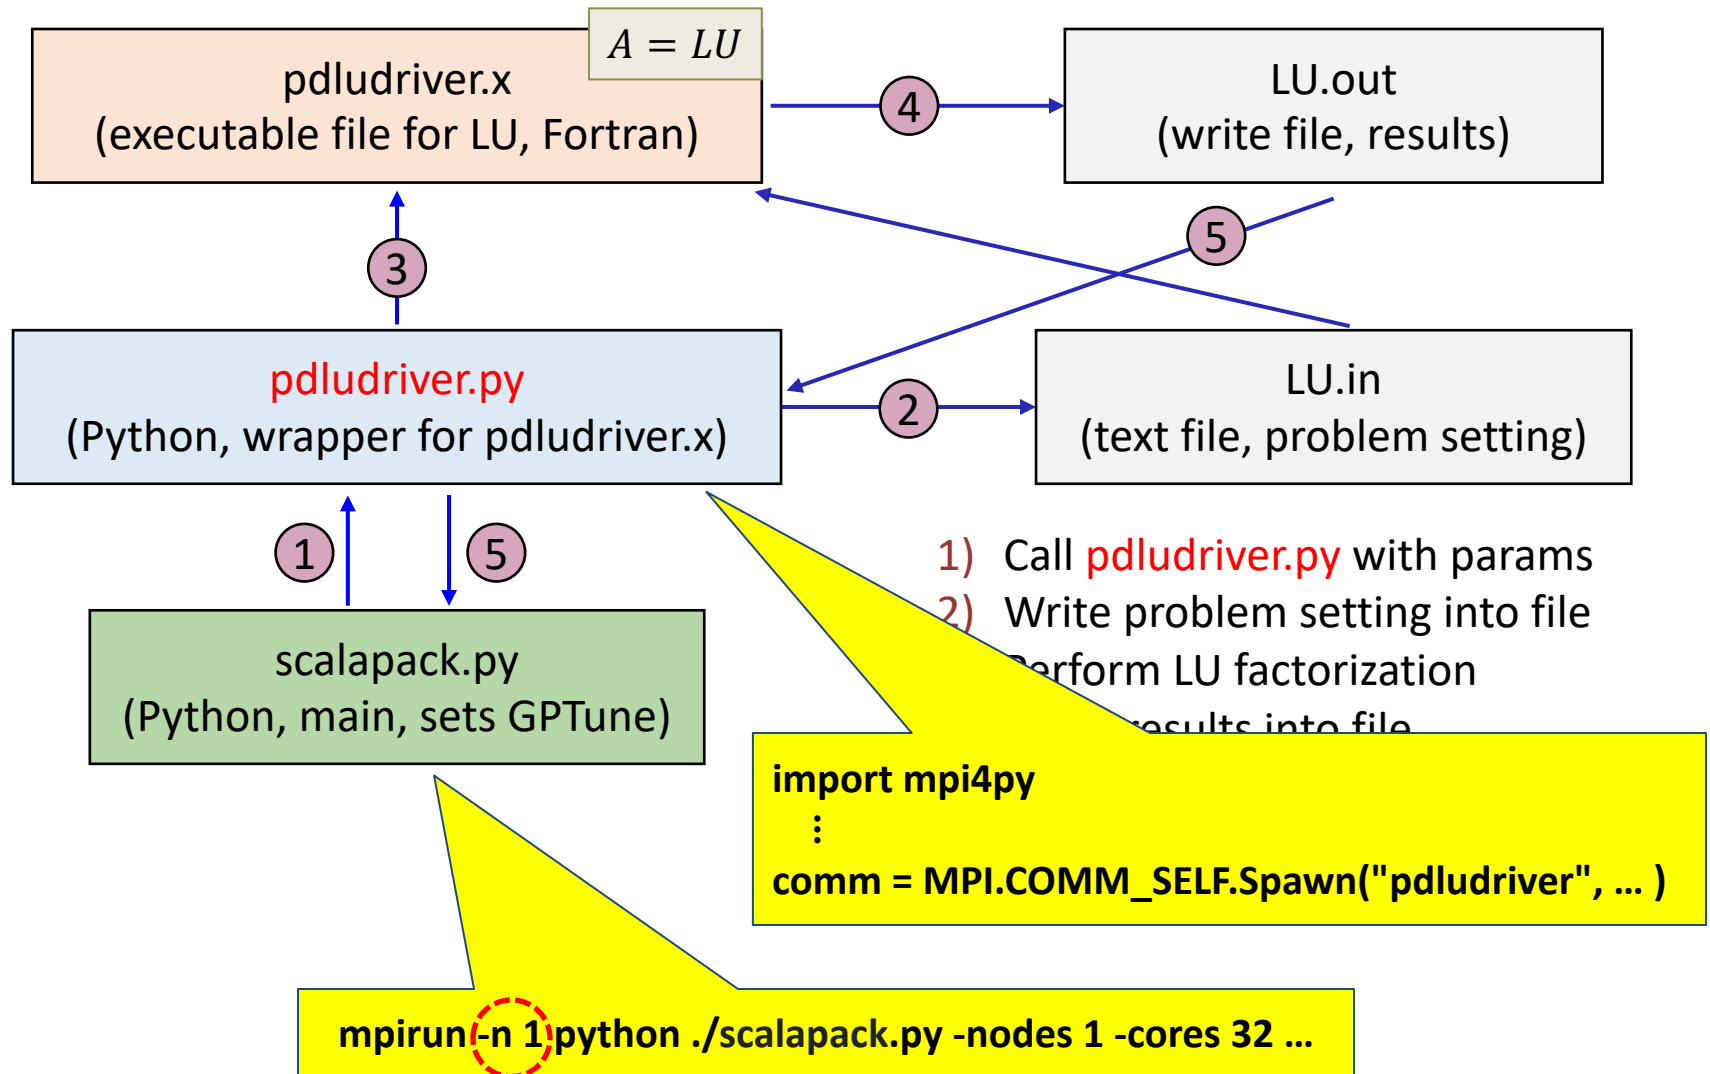 A = LU
pdludriver.x
(executable file for LU, Fortran)
4
LU.out
(write file, results)
5
3
pdludriver.py
(Python, wrapper for pdludriver.x)
2
LU.in
(text file, problem setting)
1
5
scalapack.py
(Python, main, sets GPTune)
1) Call pdludriver.py with params
2) Write problem setting into file
Perform LU factorization
results into file
import mpi4py
⋮
comm = MPI.COMM_SELF.Spawn("pdludriver", … )
mpirun -n 1 python ./scalapack.py -nodes 1 -cores 32 …